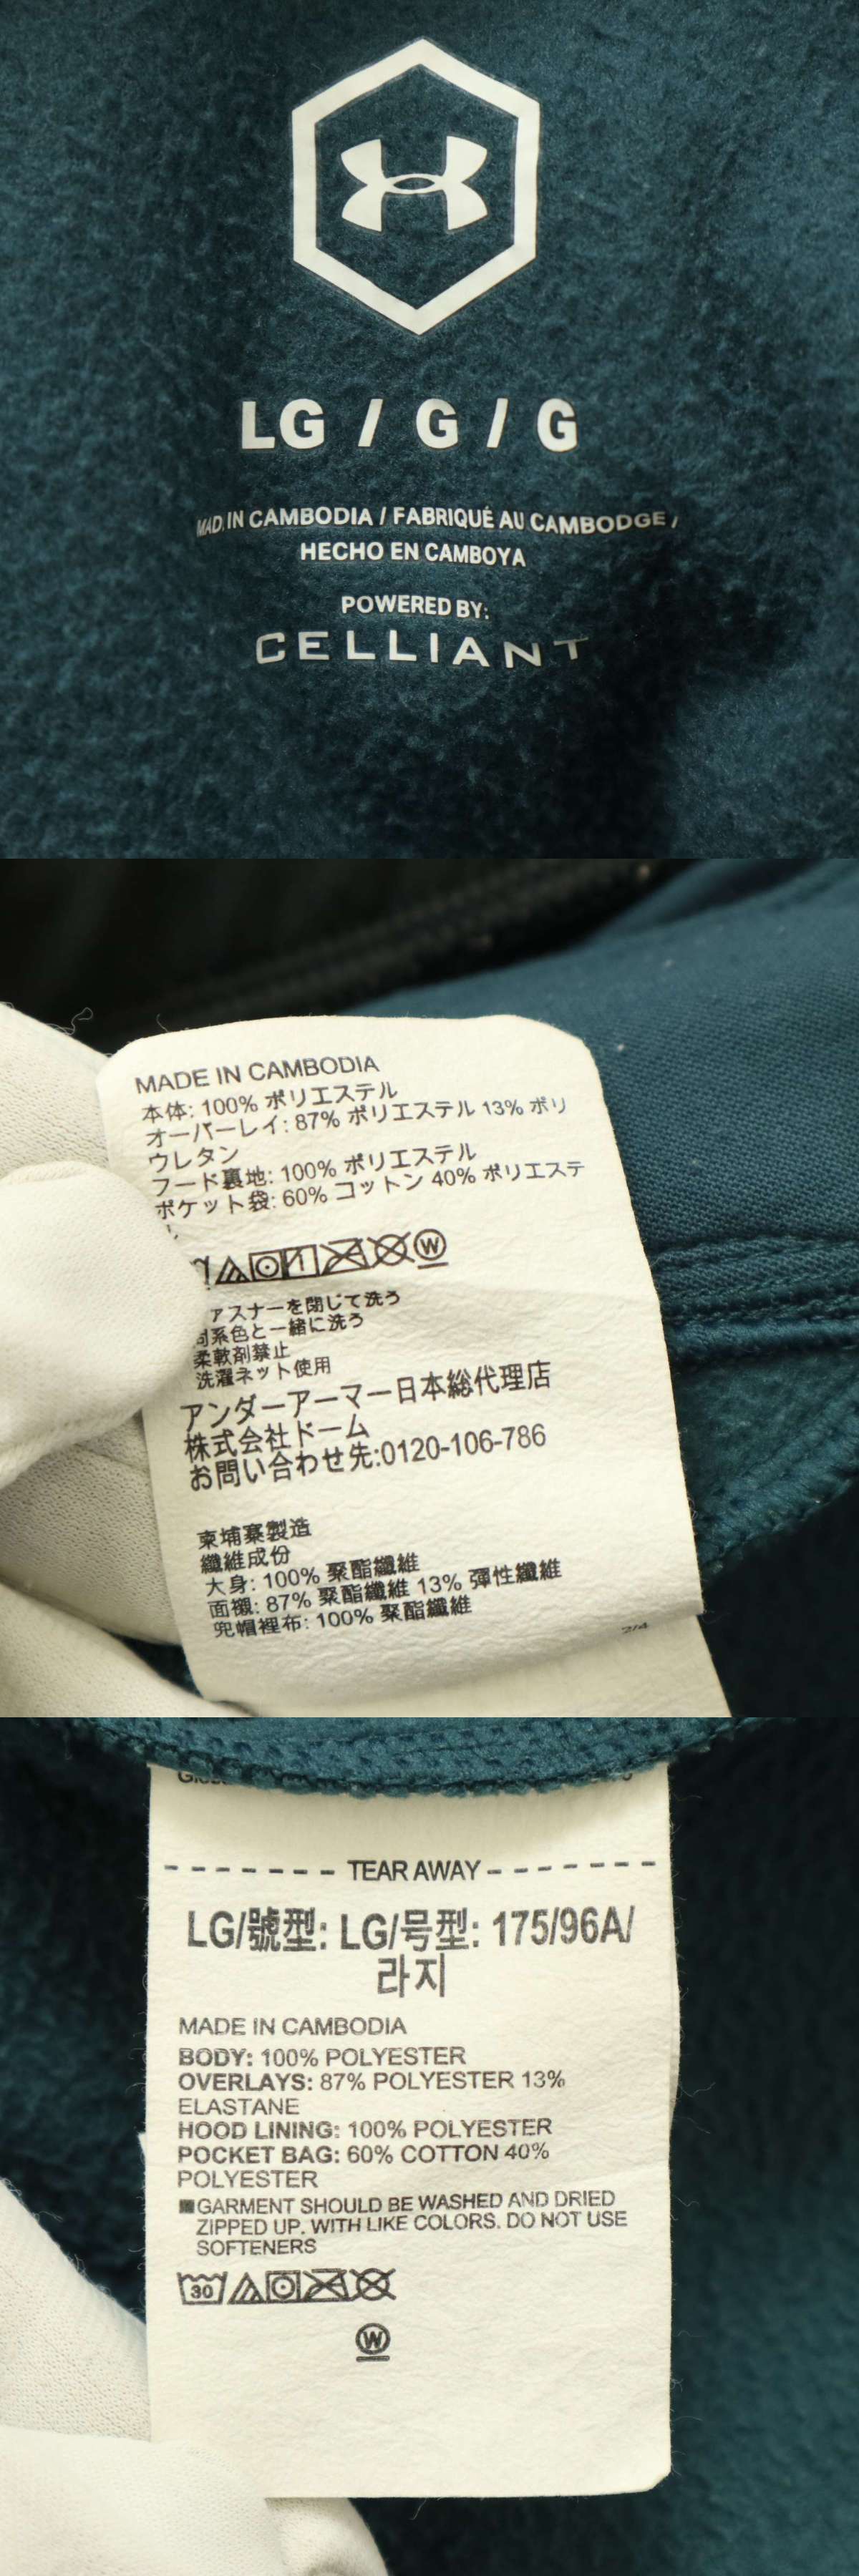 LG / G / G
MAD IN CAMBODIA / FABRIQUÉ AU CAMBODGE /
HECHO EN CAMBOYA
POWERED BY:
CELLIANT
MADE IN CAMBODIA
本体: 100% ポリエステル
オーバーレイ: 87% ポリエステル 13% ポリ
ウレタン
フード裏地: 100% ポリエステル
ポケット袋: 60% コットン 40% ポリエステ
W
ァスナーを閉じて洗う
同系色と一緒に洗う
柔軟剤禁止
洗濯ネット使用
アンダーアーマー日本総代理店
株式会社ドーム
お問い合わせ先:0120-106-786
柬埔寨製造
纖維成份
大身: 100% 聚酯纖維
面襯: 87% 聚酯纖維 13% 彈性纖維
兜帽裡布: 100% 聚酯纖維
2/4
- - - - - - - TEAR AWAY - - - - - - -
LG/號型: LG/号型: 175/96A/
라지
MADE IN CAMBODIA
BODY: 100% POLYESTER
OVERLAYS: 87% POLYESTER 13%
ELASTANE
HOOD LINING: 100% POLYESTER
POCKET BAG: 60% COTTON 40%
POLYESTER
■GARMENT SHOULD BE WASHED AND DRIED
ZIPPED UP. WITH LIKE COLORS. DO NOT USE
SOFTENERS
30
W